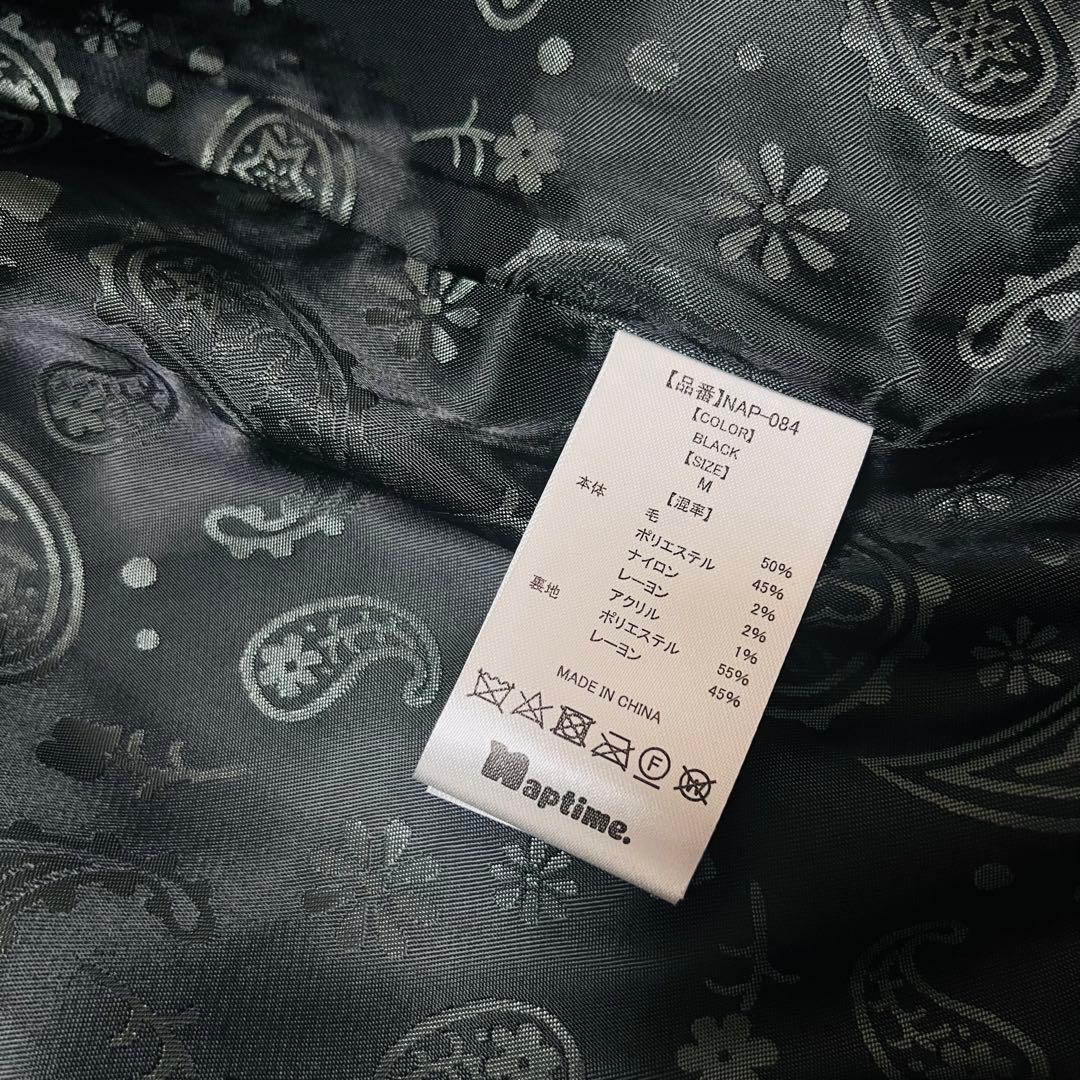 【品番】NAP-084
【COLOR】
BLACK
【SIZE】
M
【混率】
本体 毛 50%
ポリエステル 45%
ナイロン 2%
レーヨン 2%
アクリル 1%
裏地 ポリエステル 55%
レーヨン 45%
MADE IN CHINA
F W
Naptime.